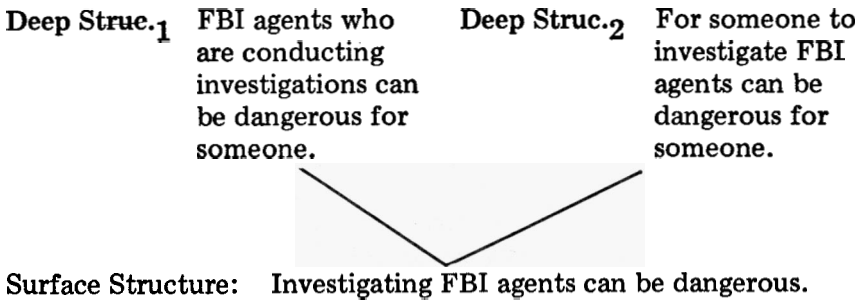 Deep Struc.1 FBI agents who Deep Struc.2 For someone to
are conducting investigate FBI
investigations can agents can be
be dangerous for dangerous for
someone. someone.
Surface Structure: Investigating FBI agents can be dangerous.